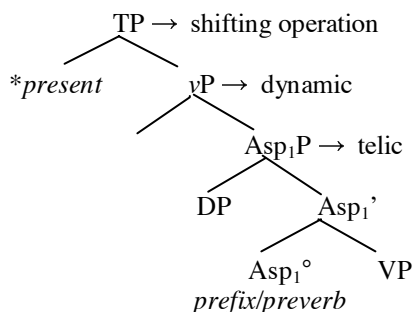 TP → shifting operation
*present
vP → dynamic
Asp₁P → telic
DP
Asp₁’
Asp₁°
VP
prefix/preverb